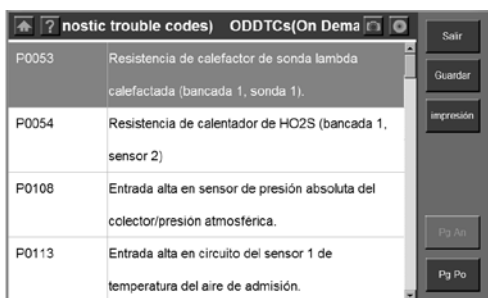 ? nostic trouble codes) ODDTCs(On Dema
Salir
P0053 Resistencia de calefactor de sonda lambda
calefactada (bancada 1, sonda 1).
Guardar
impresión
P0054 Resistencia de calentador de HO2S (bancada 1,
sensor 2)
P0108 Entrada alta en sensor de presión absoluta del
colector/presión atmosférica.
Pg An
P0113 Entrada alta en circuito del sensor 1 de
temperatura del aire de admisión.
Pg Po